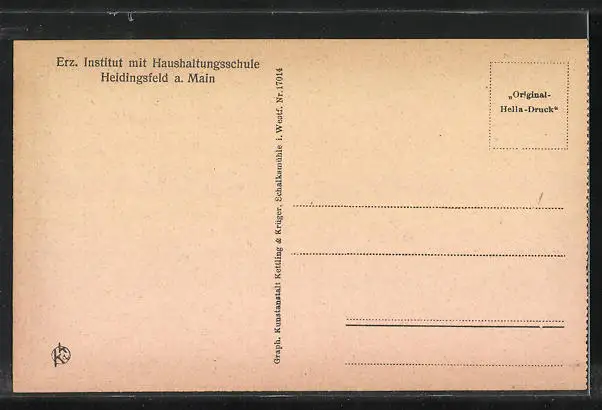 Erz. Institut mit Haushaltungsschule
Heidingsfeld a. Main
Graph. Kunstanstalt Kettling & Krüger, Schalksmühle i. Westf. Nr. 17014
„Original-
Hella-Druck“